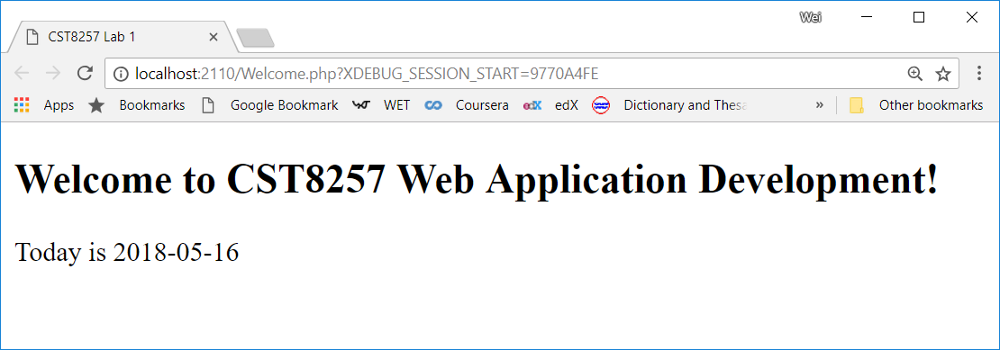 Wei
CST8257 Lab 1
localhost:2110/Welcome.php?XDEBUG_SESSION_START=9770A4FE
Apps Bookmarks Google Bookmark WET Coursera edX edX Dictionary and Thesa » Other bookmarks
Welcome to CST8257 Web Application Development!
Today is 2018-05-16